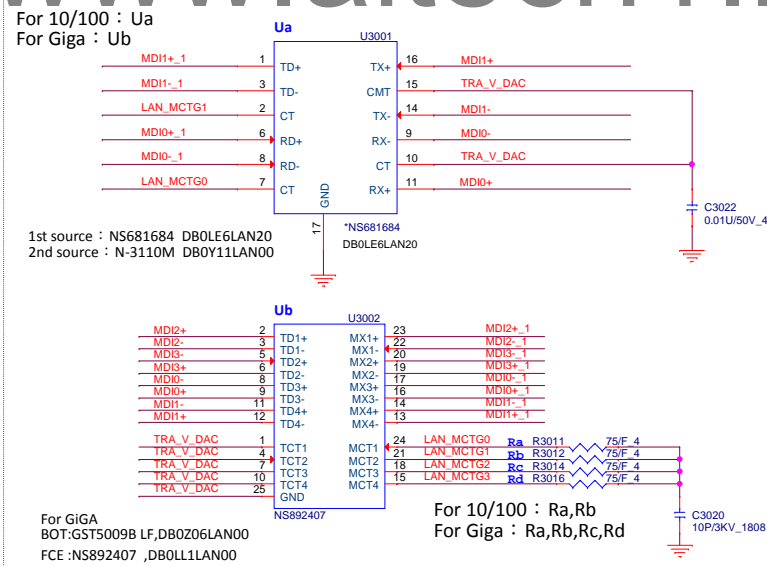 For 10/100：Ua
For Giga：Ub
Ua
U3001
MDI1+_1 1 TD+ TX+ 16 MDI1+
MDI1-_1 3 TD- CMT 15 TRA_V_DAC
LAN_MCTG1 2 CT TX- 14 MDI1-
MDI0+_1 6 RD+ RX- 9 MDI0-
MDI0-_1 8 RD- CT 10 TRA_V_DAC
LAN_MCTG0 7 CT RX+ 11 MDI0+
GND
17
*NS681684
DB0LE6LAN20
C3022
0.01U/50V_4
1st source：NS681684 DB0LE6LAN20
2nd source：N-3110M DB0Y11LAN00
Ub
U3002
MDI2+ 2 TD1+ MX1+ 23 MDI2+_1
MDI2- 3 TD1- MX1- 22 MDI2-_1
MDI3- 5 TD2+ MX2+ 20 MDI3-_1
MDI3+ 6 TD2- MX2- 19 MDI3+_1
MDI0- 8 TD3+ MX3+ 17 MDI0-_1
MDI0+ 9 TD3- MX3- 16 MDI0+_1
MDI1- 11 TD4+ MX4+ 14 MDI1-_1
MDI1+ 12 TD4- MX4- 13 MDI1+_1
TRA_V_DAC 1 TCT1 MCT1 24 LAN_MCTG0 Ra R3011 75/F_4
TRA_V_DAC 4 TCT2 MCT2 21 LAN_MCTG1 Rb R3012 75/F_4
TRA_V_DAC 7 TCT3 MCT3 18 LAN_MCTG2 Rc R3014 75/F_4
TRA_V_DAC 10 TCT4 MCT4 15 LAN_MCTG3 Rd R3016 75/F_4
25 GND
NS892407
For 10/100：Ra,Rb
For Giga：Ra,Rb,Rc,Rd
C3020
10P/3KV_1808
For GiGA
BOT:GST5009B LF,DB0Z06LAN00
FCE :NS892407 ,DB0LL1LAN00